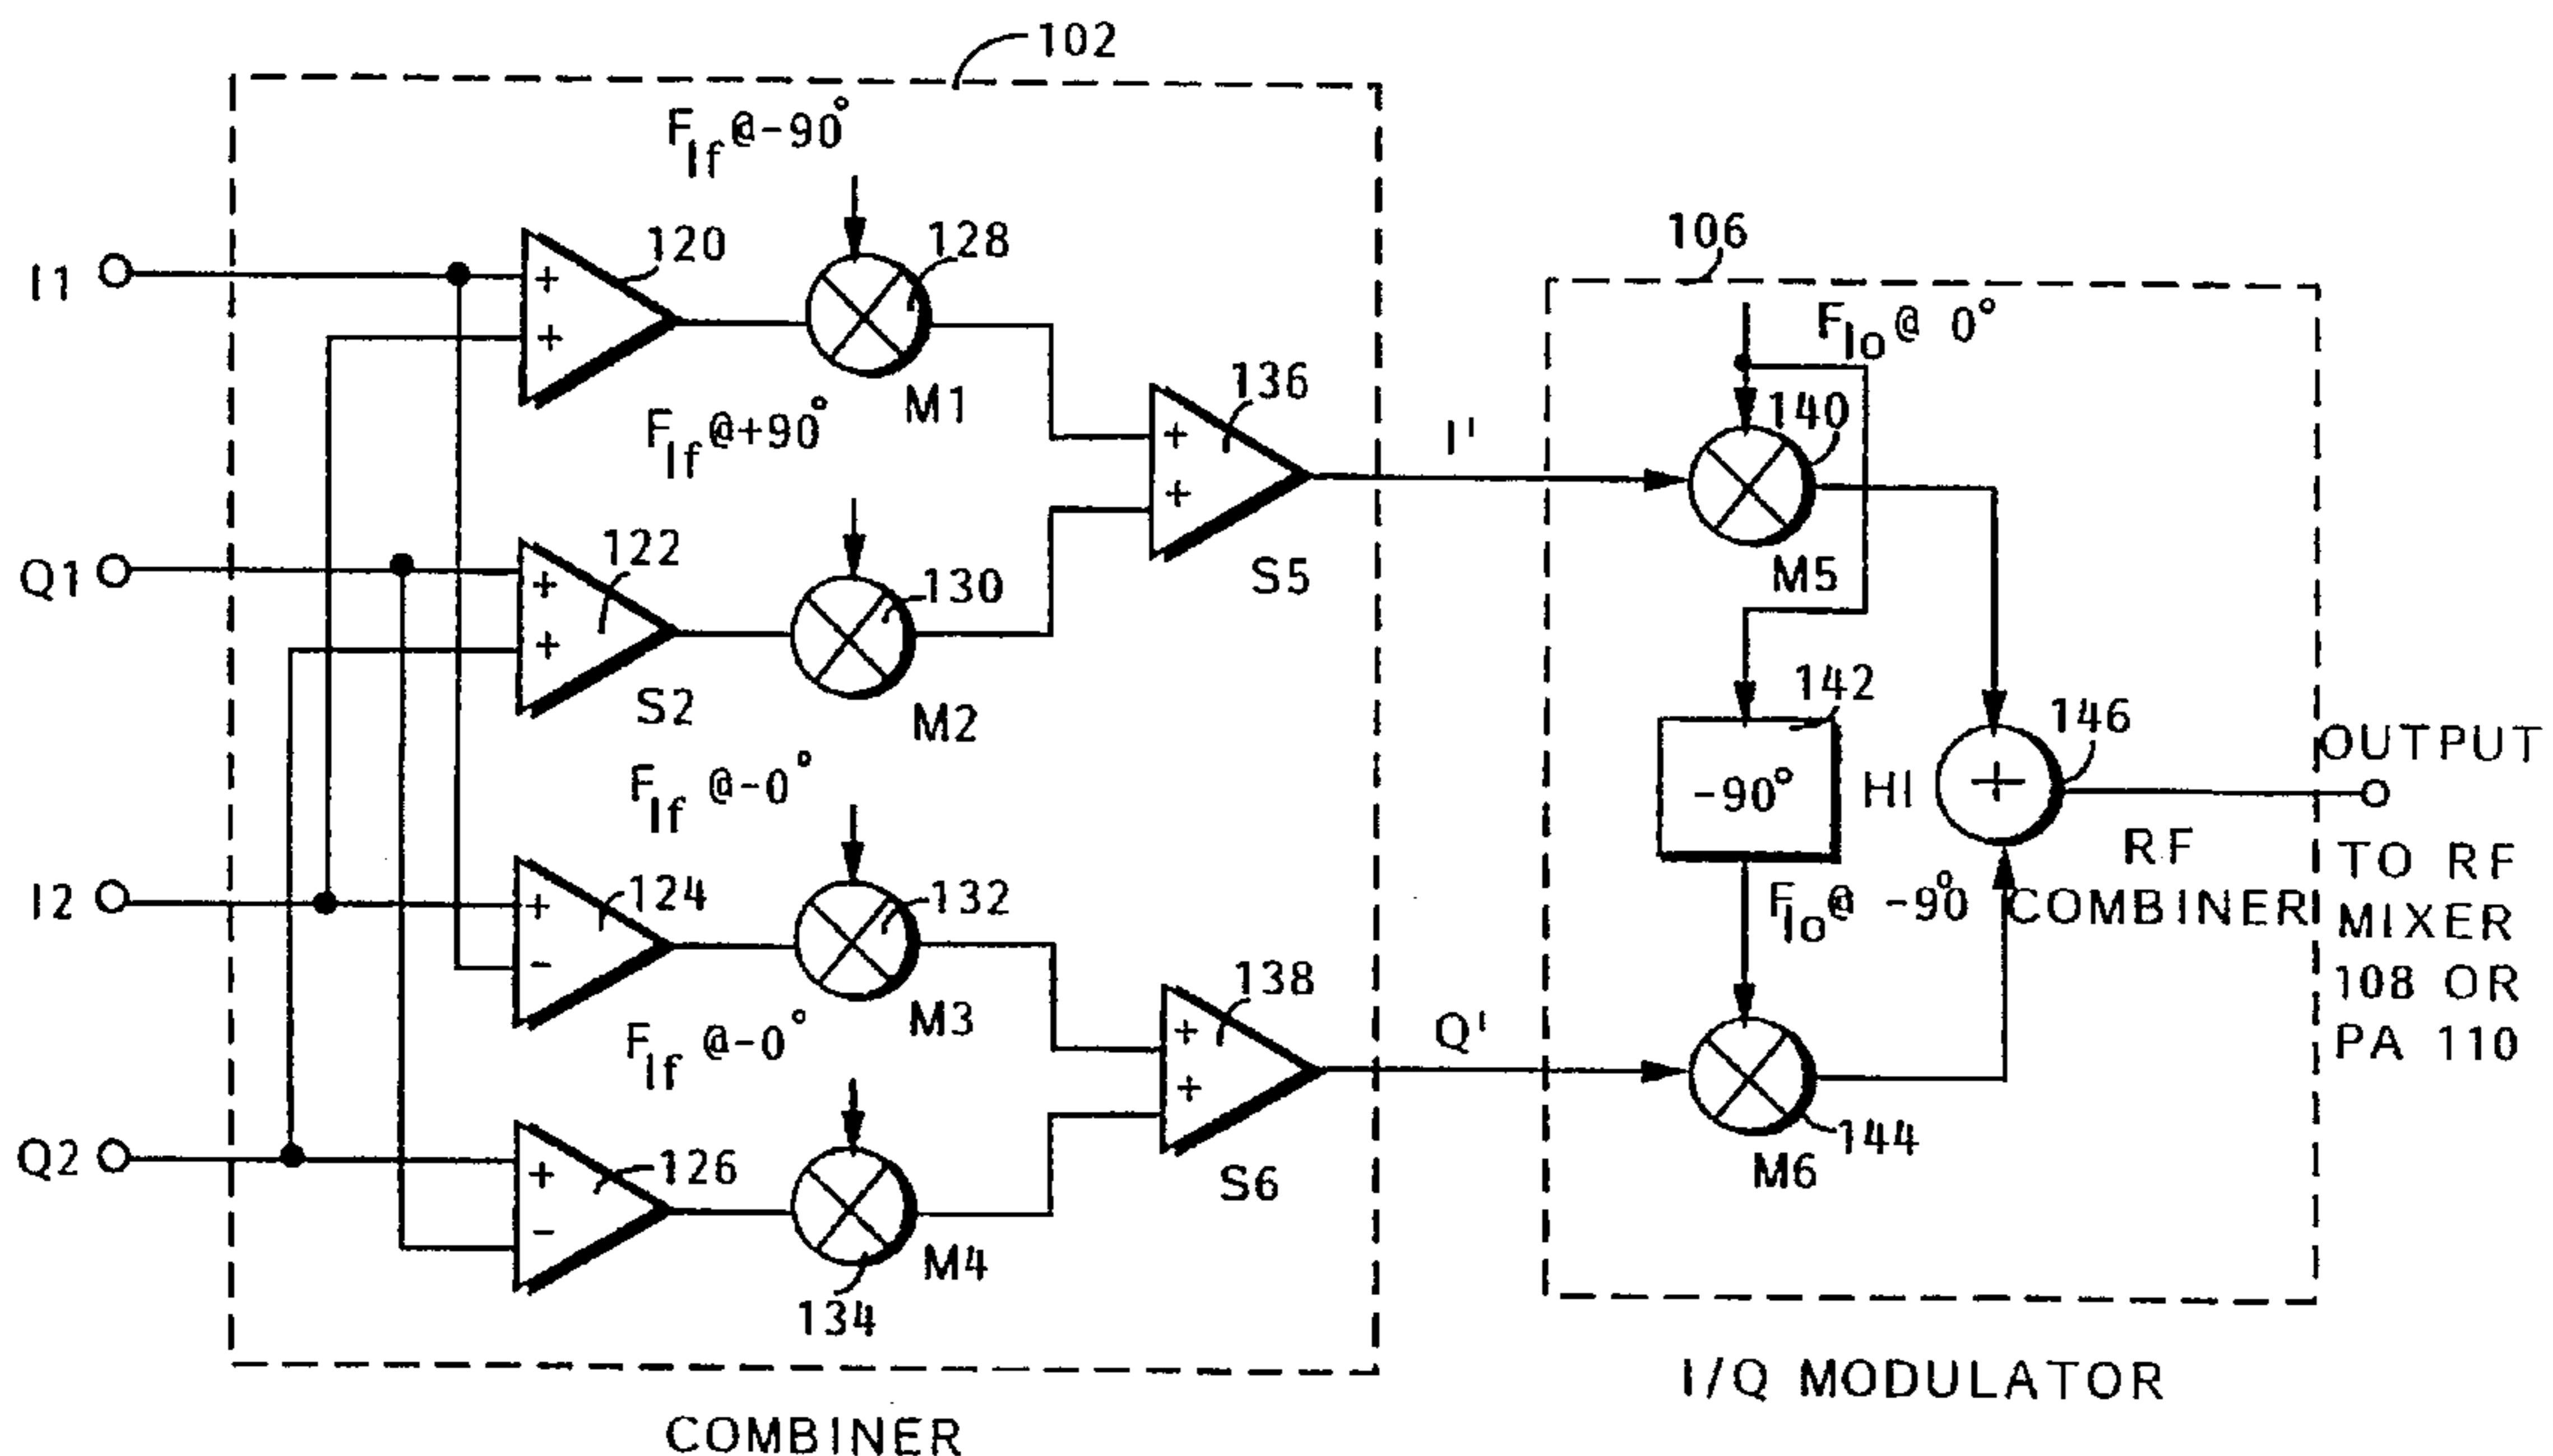 102
F_If @-90°
I1
+
+
120
128
M1
F_If @+90°
Q1
+
+
122
S2
130
M2
136
+
+
S5
F_If @-0°
I2
+
-
124
132
M3
F_If @-0°
138
+
+
S6
Q2
+
-
126
134
M4
COMBINER
I'
Q'
106
F_lo @ 0°
140
M5
142
-90°
HI
+
146
RF
COMBINER
F_lo @ -90°
144
M6
I/Q MODULATOR
OUTPUT
TO RF
MIXER
108 OR
PA 110